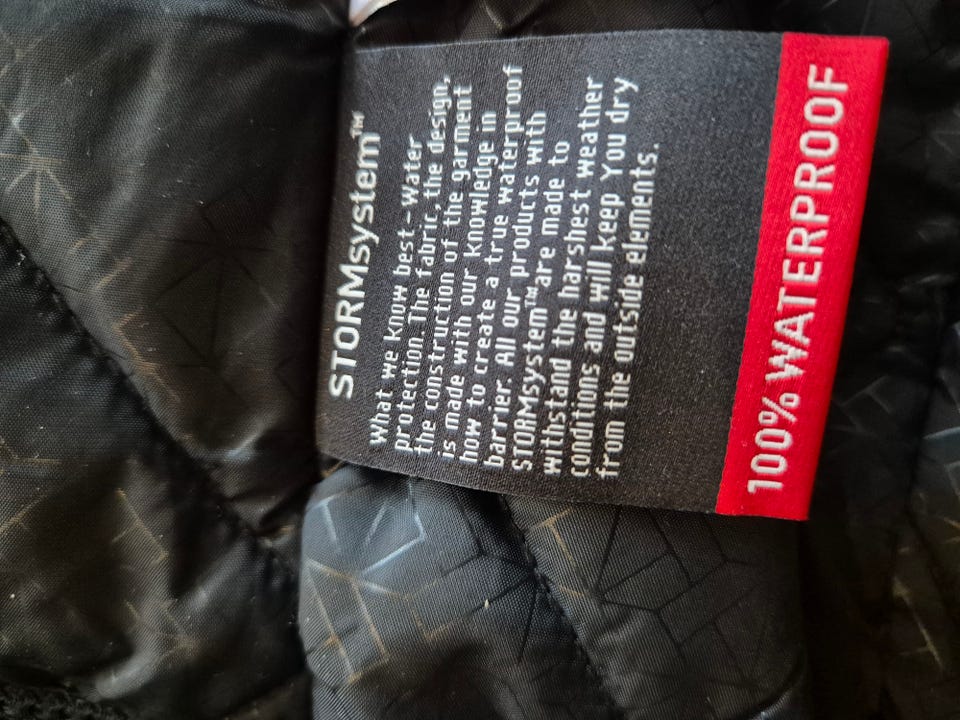 STORMsystem™
What we know best - Water
protection. The fabric, the design,
the construction of the garment
is made with our knowledge in
how to create a true waterproof
barrier. All our products with
STORMsystem™ are made to
withstand the harshest weather
conditions and will keep You dry
from the outside elements.
100% WATERPROOF